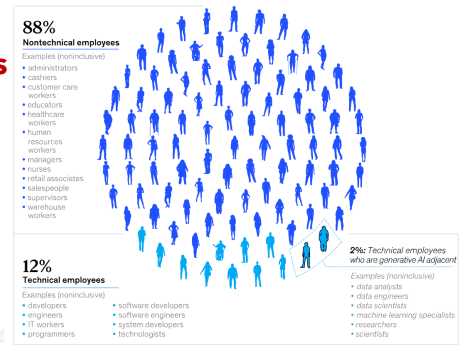 s
88%
Nontechnical employees
Examples (noninclusive)
• administrators
• cashiers
• customer care
workers
• educators
• healthcare
workers
• human
resources
workers
• managers
• nurses
• retail associates
• salespeople
• supervisors
• warehouse
workers
12%
Technical employees
Examples (noninclusive)
• developers
• engineers
• IT workers
• programmers
• software developers
• software engineers
• system developers
• technologists
2%: Technical employees
who are generative AI adjacent
Examples (noninclusive)
• data analysts
• data engineers
• data scientists
• machine learning specialists
• researchers
• scientists